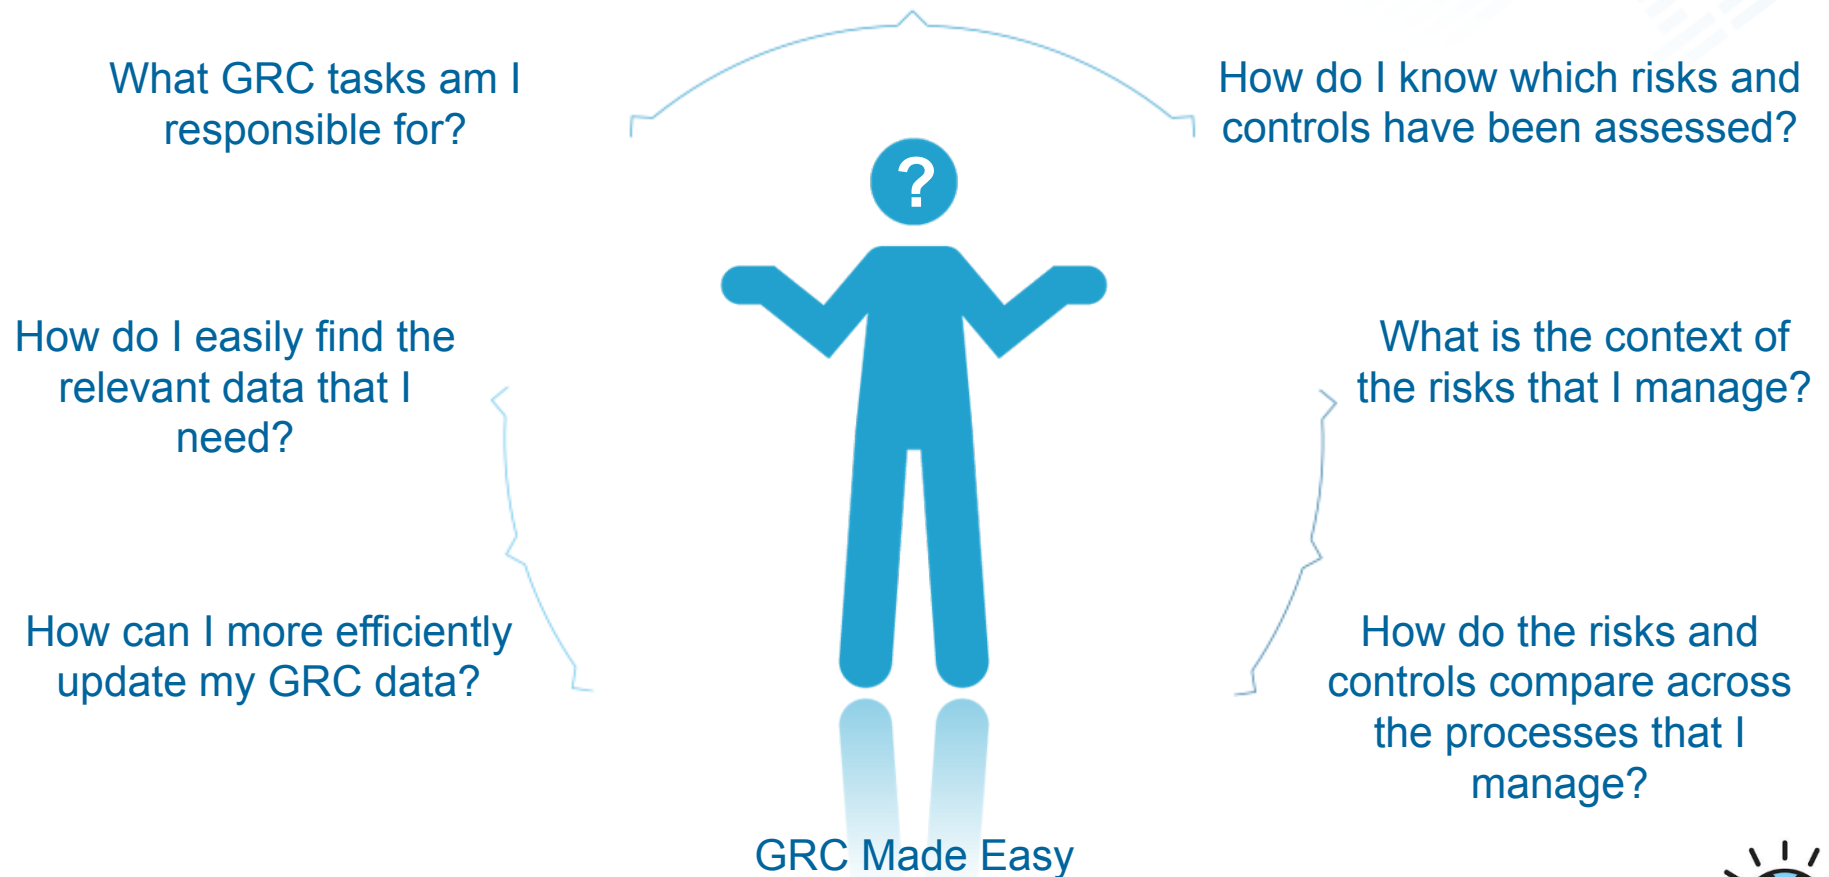 What GRC tasks am I
responsible for?
How do I know which risks and
controls have been assessed?
?
How do I easily find the
relevant data that I
need?
What is the context of
the risks that I manage?
How can I more efficiently
update my GRC data?
How do the risks and
controls compare across
the processes that I
manage?
GRC Made Easy